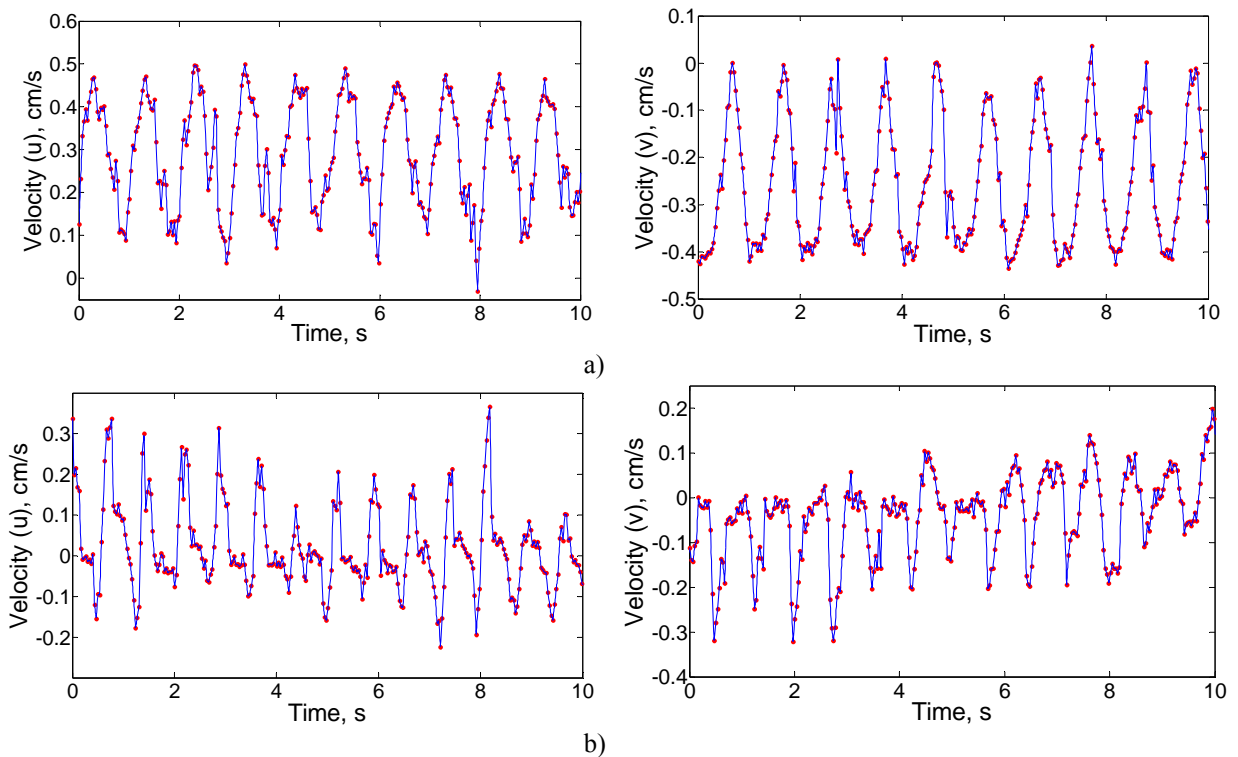 0.6
0.5
0.4
0.3
0.2
0.1
0
Velocity (u), cm/s
0 2 4 6 8 10
Time, s
0.1
0
-0.1
-0.2
-0.3
-0.4
-0.5
Velocity (v), cm/s
0 2 4 6 8 10
Time, s
a)
0.3
0.2
0.1
0
-0.1
-0.2
Velocity (u), cm/s
0 2 4 6 8 10
Time, s
0.2
0.1
0
-0.1
-0.2
-0.3
-0.4
Velocity (v), cm/s
0 2 4 6 8 10
Time, s
b)